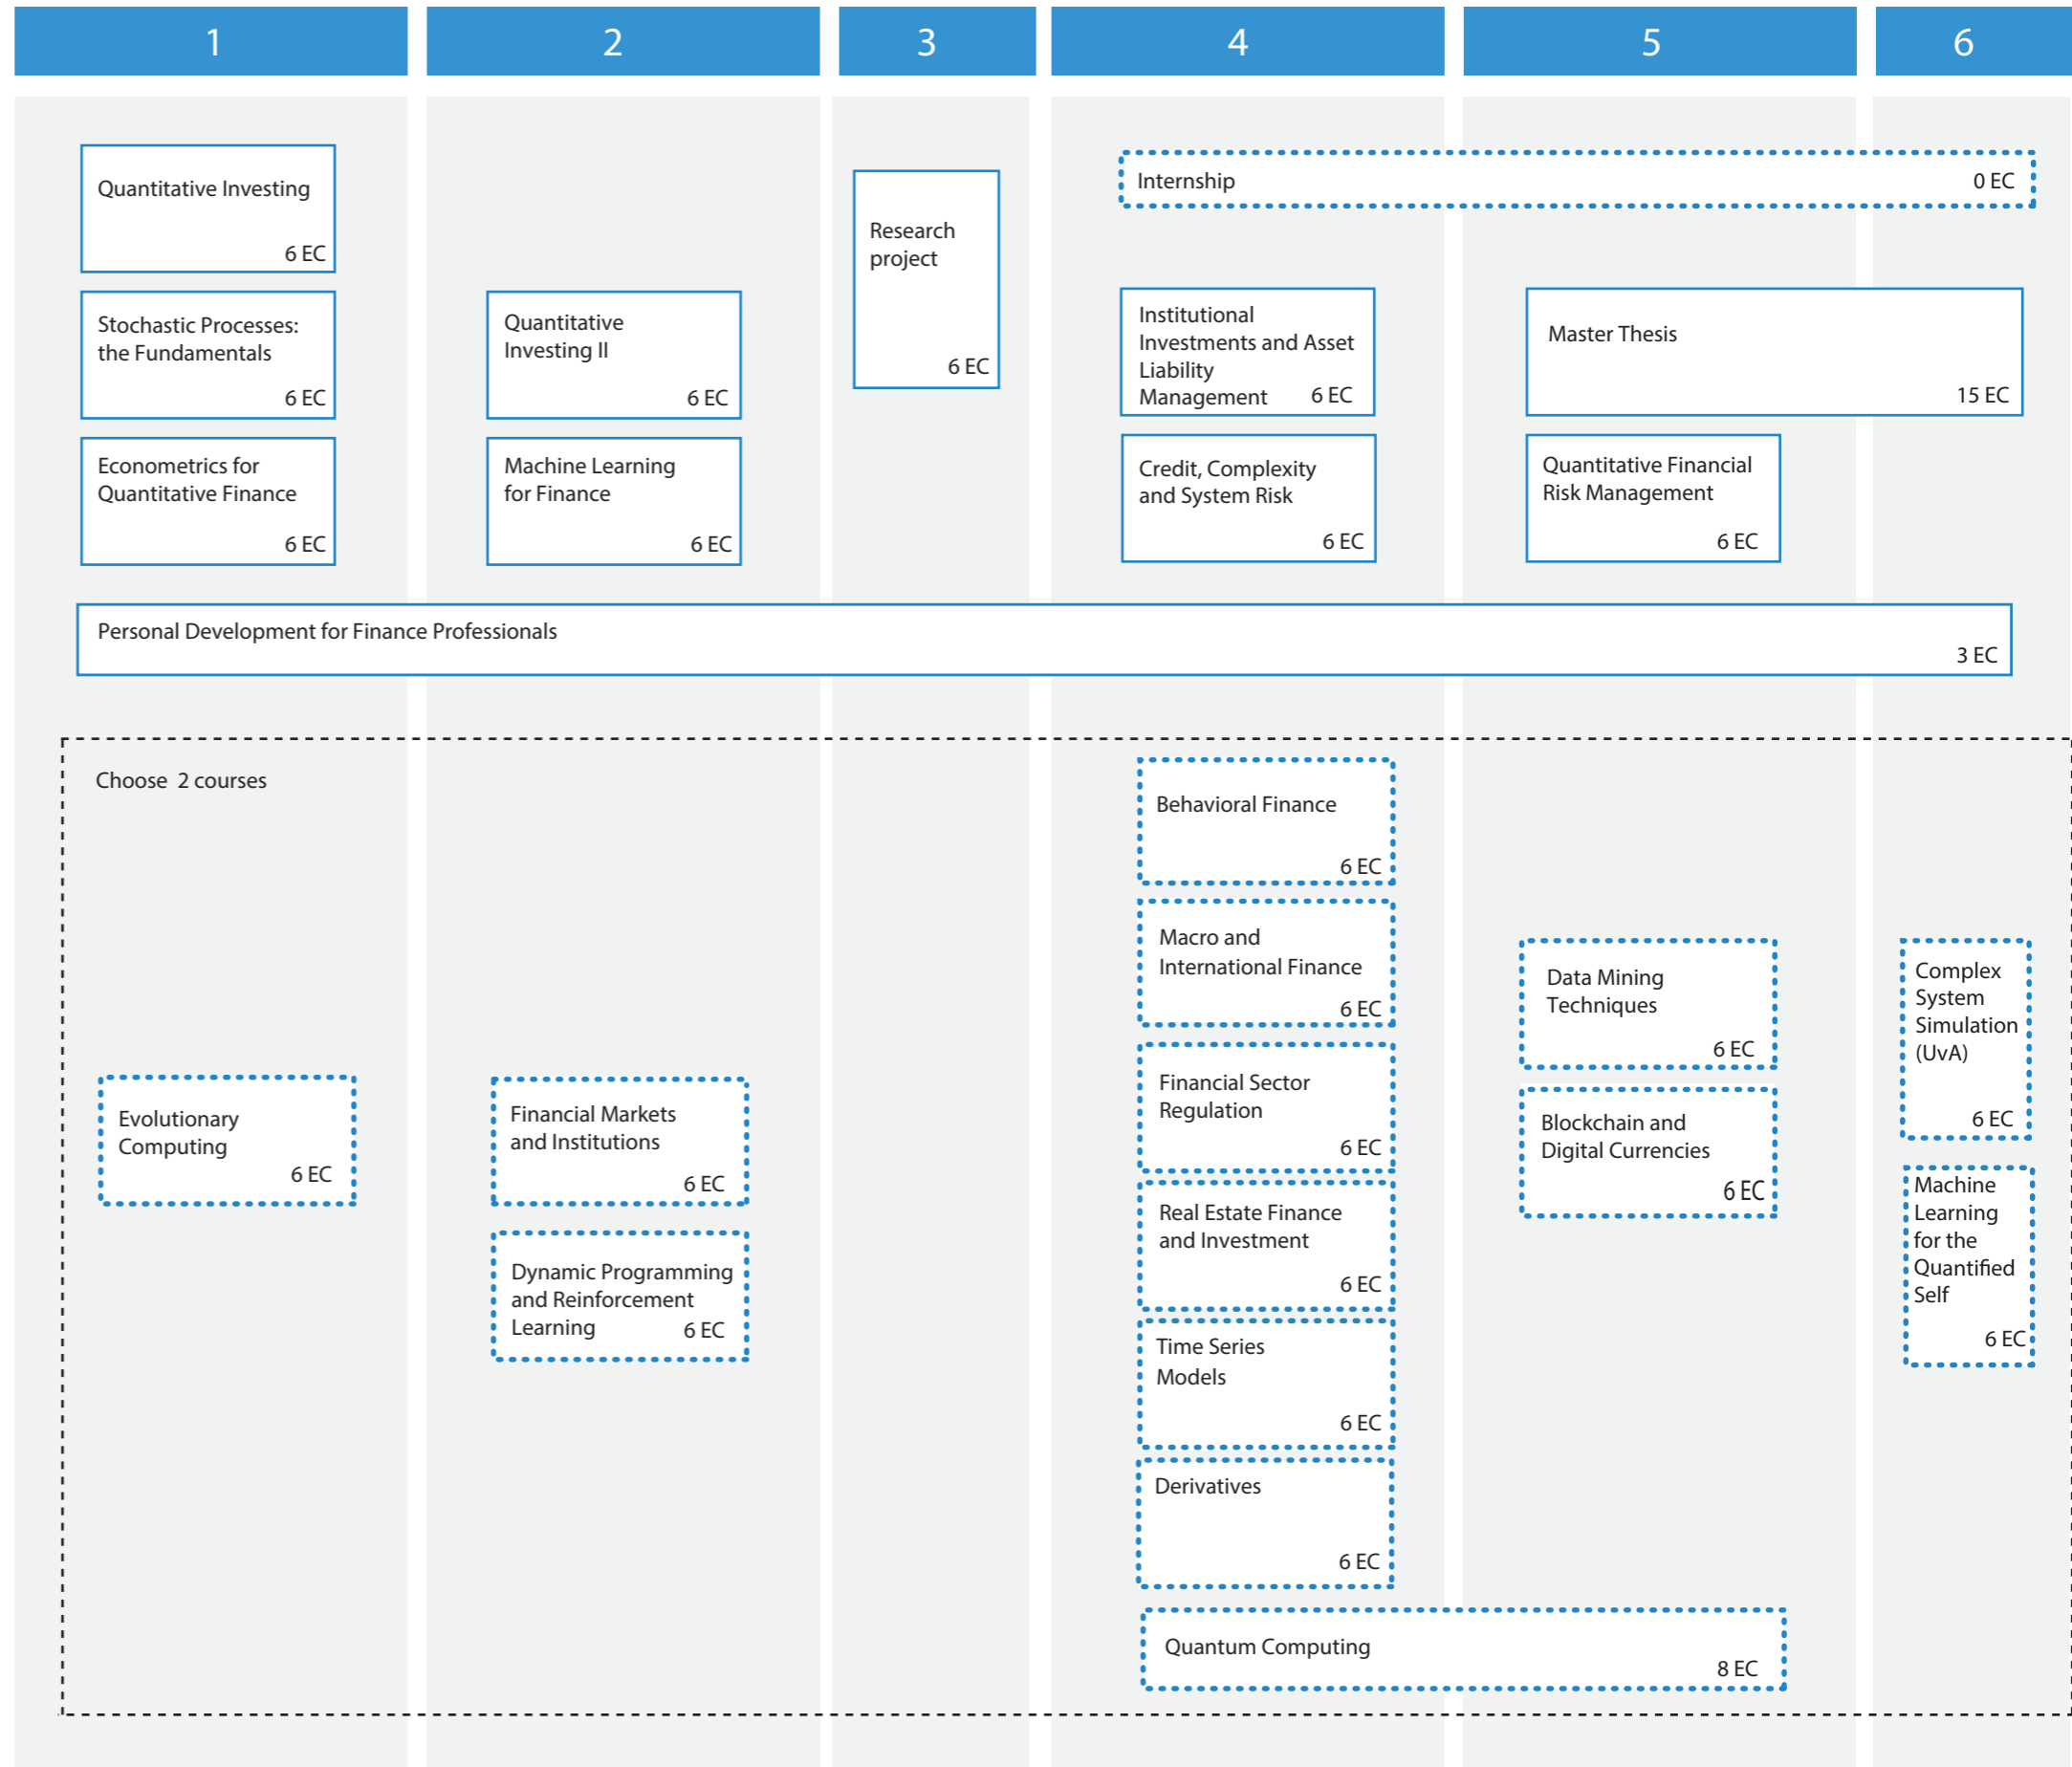 1
2
3
4
5
6
Quantitative Investing
6 EC
Stochastic Processes:
the Fundamentals
6 EC
Econometrics for
Quantitative Finance
6 EC
Quantitative
Investing II
6 EC
Machine Learning
for Finance
6 EC
Research
project
6 EC
Internship
0 EC
Institutional
Investments and Asset
Liability
Management 6 EC
Credit, Complexity
and System Risk
6 EC
Master Thesis
15 EC
Quantitative Financial
Risk Management
6 EC
Personal Development for Finance Professionals
3 EC
Choose 2 courses
Evolutionary
Computing
6 EC
Financial Markets
and Institutions
6 EC
Dynamic Programming
and Reinforcement
Learning 6 EC
Behavioral Finance
6 EC
Macro and
International Finance
6 EC
Financial Sector
Regulation
6 EC
Real Estate Finance
and Investment
6 EC
Time Series
Models
6 EC
Derivatives
6 EC
Quantum Computing
8 EC
Data Mining
Techniques
6 EC
Blockchain and
Digital Currencies
6 EC
Complex
System
Simulation
(UvA)
6 EC
Machine
Learning
for the
Quantified
Self
6 EC